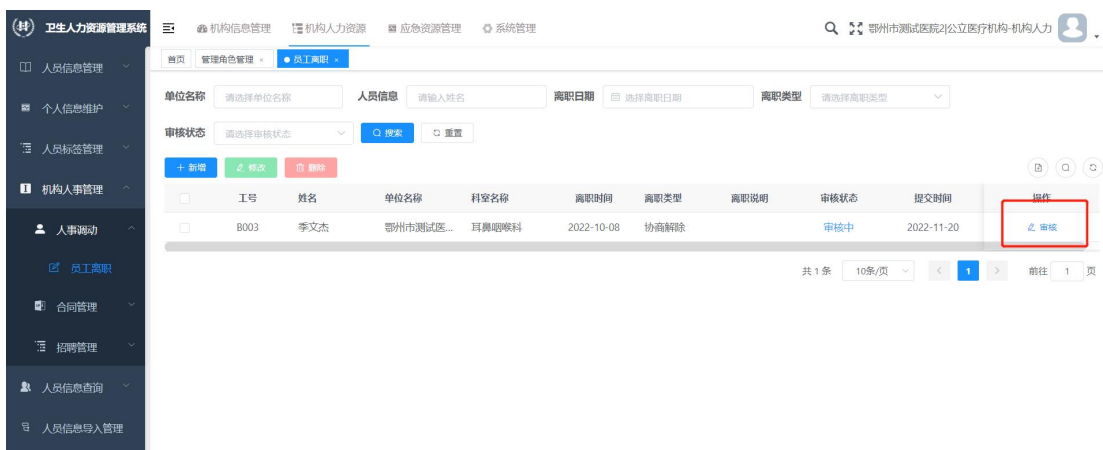 卫生人力资源管理系统
机构信息管理 机构人力资源 应急资源管理 系统管理
鄂州市测试医院2|公立医疗机构-机构人力
首页 管理角色管理 × 员工离职 ×
人员信息管理
个人信息维护
人员标签管理
机构人事管理
人事调动
员工离职
合同管理
招聘管理
人员信息查询
人员信息导入管理
单位名称 请选择单位名称 人员信息 请输入姓名 离职日期 选择离职日期 离职类型 请选择离职类型
审核状态 请选择审核状态 搜索 重置
+ 新增 修改 删除
工号 姓名 单位名称 科室名称 离职时间 离职类型 离职说明 审核状态 提交时间 操作
B003 季文杰 鄂州市测试医... 耳鼻咽喉科 2022-10-08 协商解除 审核中 2022-11-20 审核
共 1 条 10条/页 < 1 > 前往 1 页